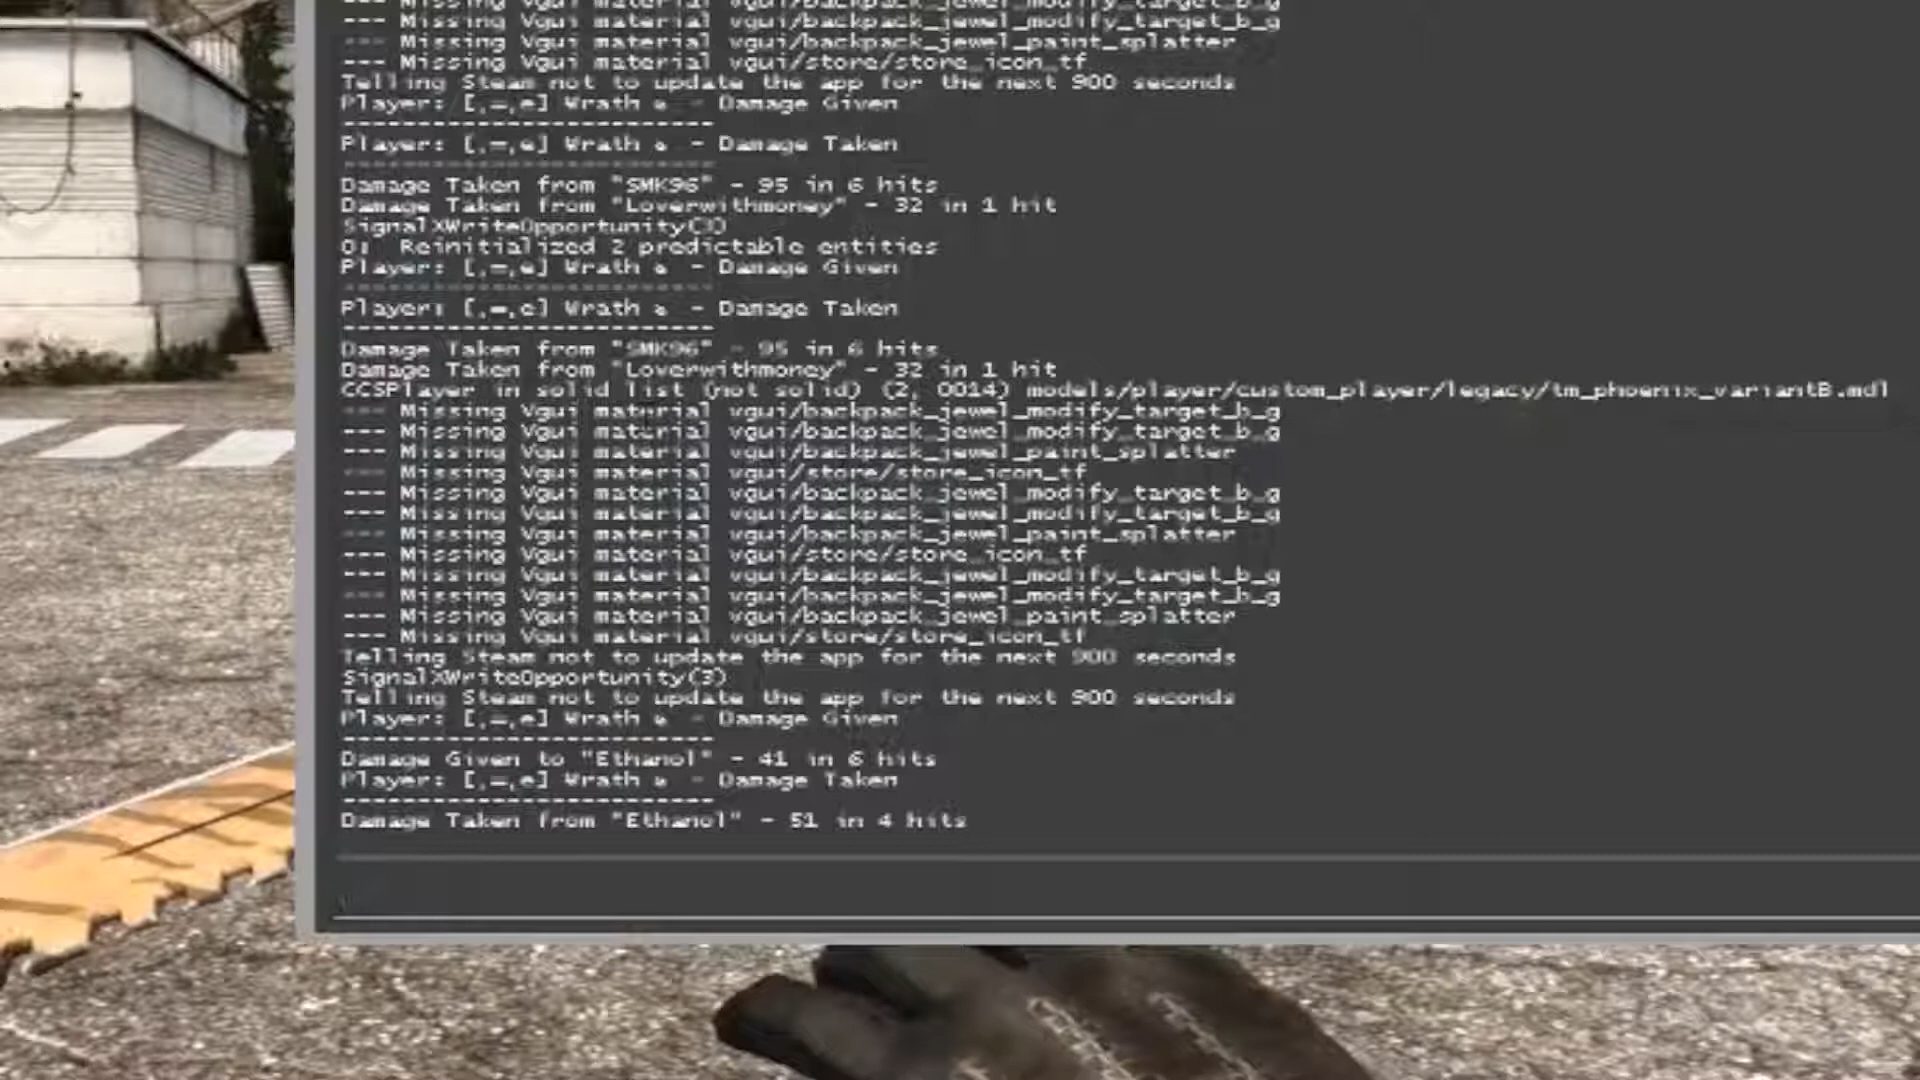 --- Missing Vgui material vgui/backpack_jewel_modify_target_b_g
--- Missing Vgui material vgui/backpack_jewel_modify_target_b_g
--- Missing Vgui material vgui/backpack_jewel_paint_splatter
--- Missing Vgui material vgui/store/store_icon_tf
Telling Steam not to update the app for the next 900 seconds
Player: [,=,e] Wrath - Damage Given
-------------------------
Player: [,=,e] Wrath - Damage Taken
-------------------------
Damage Taken from "SMK96" - 95 in 6 hits
Damage Taken from "Loverwithmoney" - 32 in 1 hit
SignalXWriteOpportunity(3)
0: Reinitialized 2 predictable entities
Player: [,=,e] Wrath - Damage Given
-------------------------
Player: [,=,e] Wrath - Damage Taken
-------------------------
Damage Taken from "SMK96" - 95 in 6 hits
Damage Taken from "Loverwithmoney" - 32 in 1 hit
CCSPlayer in solid list (not solid) (2, 0014) models/player/custom_player/legacy/tm_phoenix_variantB.mdl
--- Missing Vgui material vgui/backpack_jewel_modify_target_b_g
--- Missing Vgui material vgui/backpack_jewel_modify_target_b_g
--- Missing Vgui material vgui/backpack_jewel_paint_splatter
--- Missing Vgui material vgui/store/store_icon_tf
--- Missing Vgui material vgui/backpack_jewel_modify_target_b_g
--- Missing Vgui material vgui/backpack_jewel_modify_target_b_g
--- Missing Vgui material vgui/backpack_jewel_paint_splatter
--- Missing Vgui material vgui/store/store_icon_tf
--- Missing Vgui material vgui/backpack_jewel_modify_target_b_g
--- Missing Vgui material vgui/backpack_jewel_modify_target_b_g
--- Missing Vgui material vgui/backpack_jewel_paint_splatter
--- Missing Vgui material vgui/store/store_icon_tf
Telling Steam not to update the app for the next 900 seconds
SignalXWriteOpportunity(3)
Telling Steam not to update the app for the next 900 seconds
Player: [,=,e] Wrath - Damage Given
-------------------------
Damage Given to "Ethanol" - 41 in 6 hits
Player: [,=,e] Wrath - Damage Taken
-------------------------
Damage Taken from "Ethanol" - 51 in 4 hits